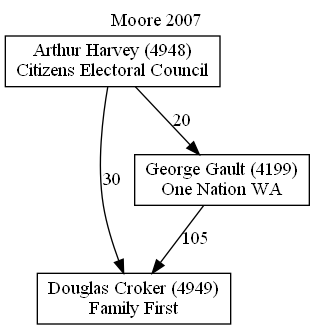 Moore 2007
Arthur Harvey (4948)
Citizens Electoral Council
20
George Gault (4199)
One Nation WA
30
105
Douglas Croker (4949)
Family First